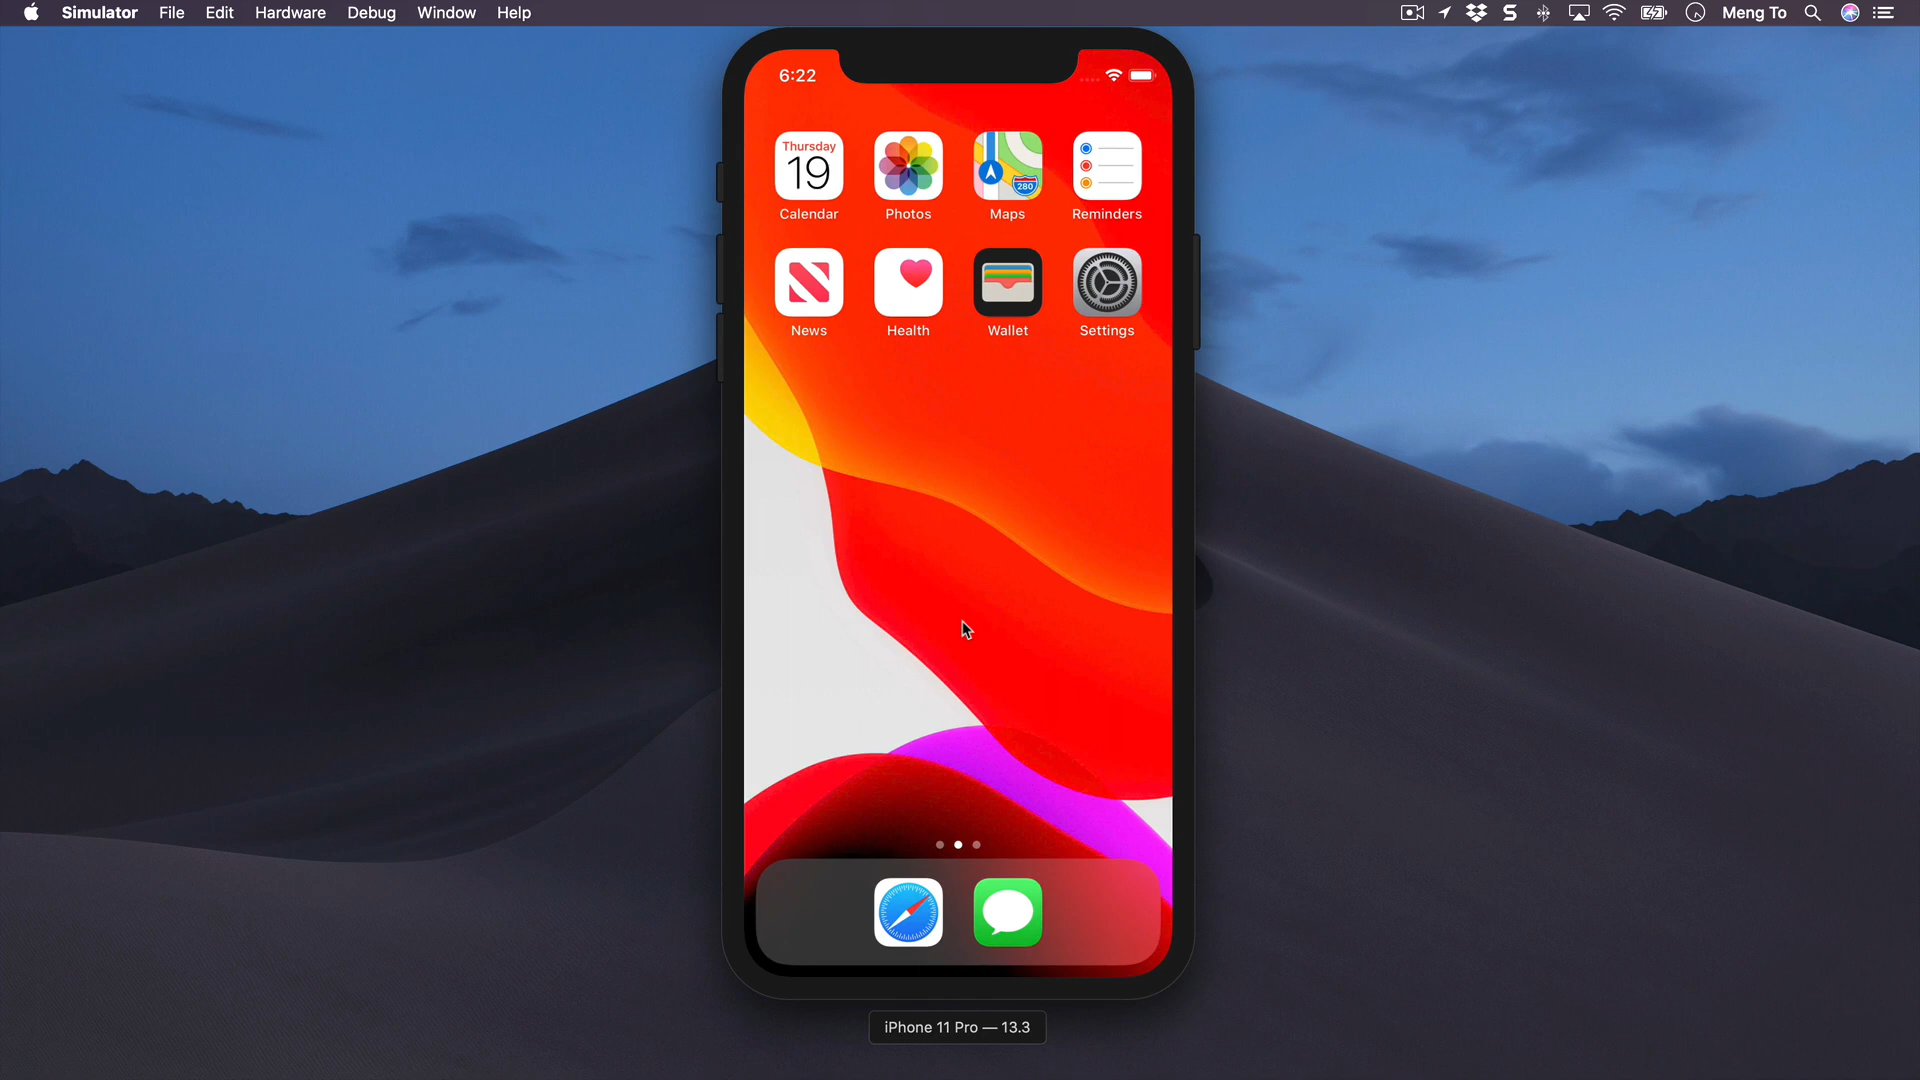 Simulator File Edit Hardware Debug Window Help
Meng To
6:22
Thursday
19
280
Calendar Photos Maps Reminders
News Health Wallet Settings
iPhone 11 Pro — 13.3